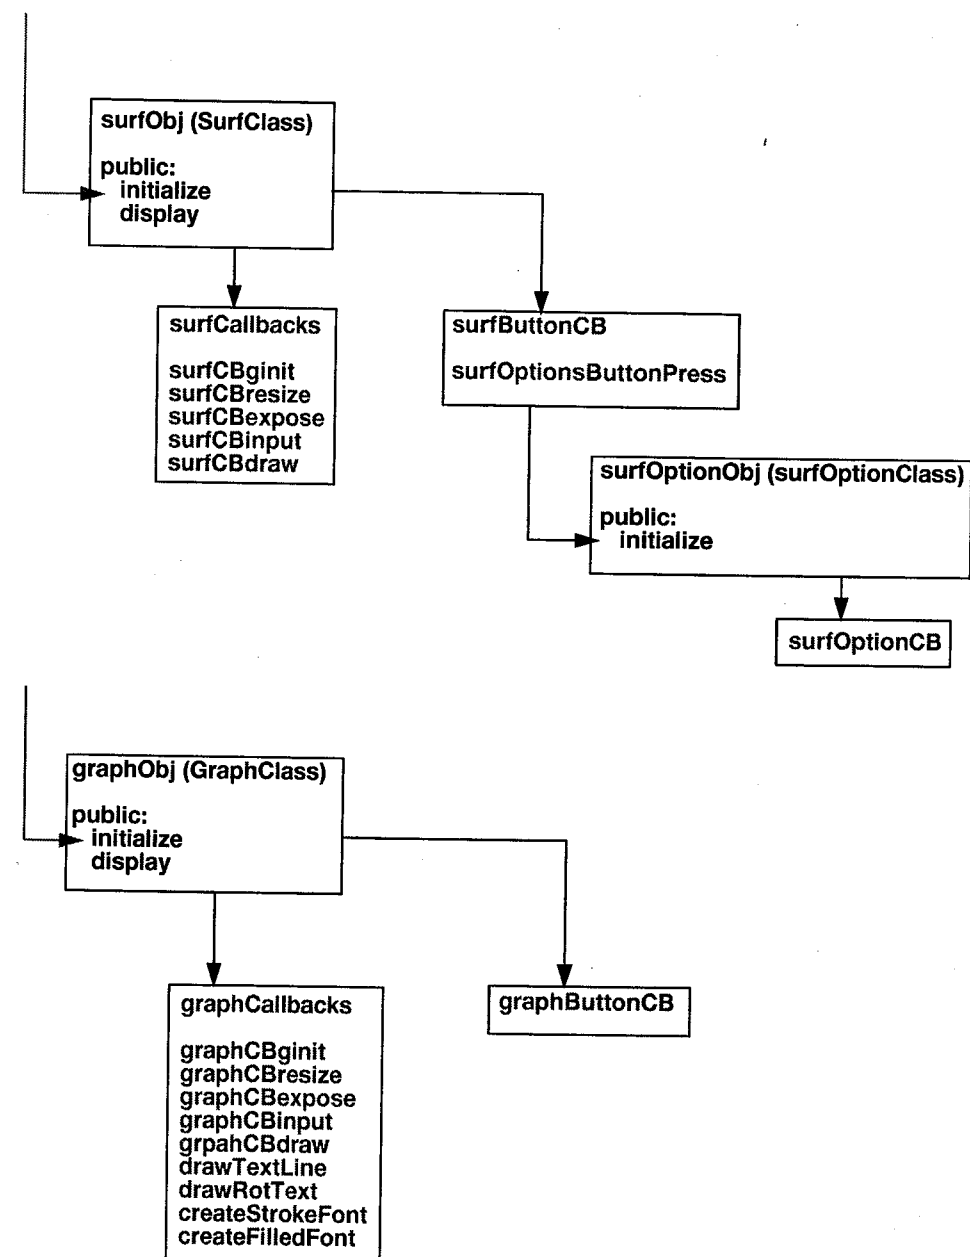 surfObj (SurfClass)
public:
initialize
display
surfCallbacks
surfCBginit
surfCBresize
surfCBexpose
surfCBinput
surfCBdraw
surfButtonCB
surfOptionsButtonPress
surfOptionObj (surfOptionClass)
public:
initialize
surfOptionCB
graphObj (GraphClass)
public:
initialize
display
graphCallbacks
graphCBginit
graphCBresize
graphCBexpose
graphCBinput
grpahCBdraw
drawTextLine
drawRotText
createStrokeFont
createFilledFont
graphButtonCB